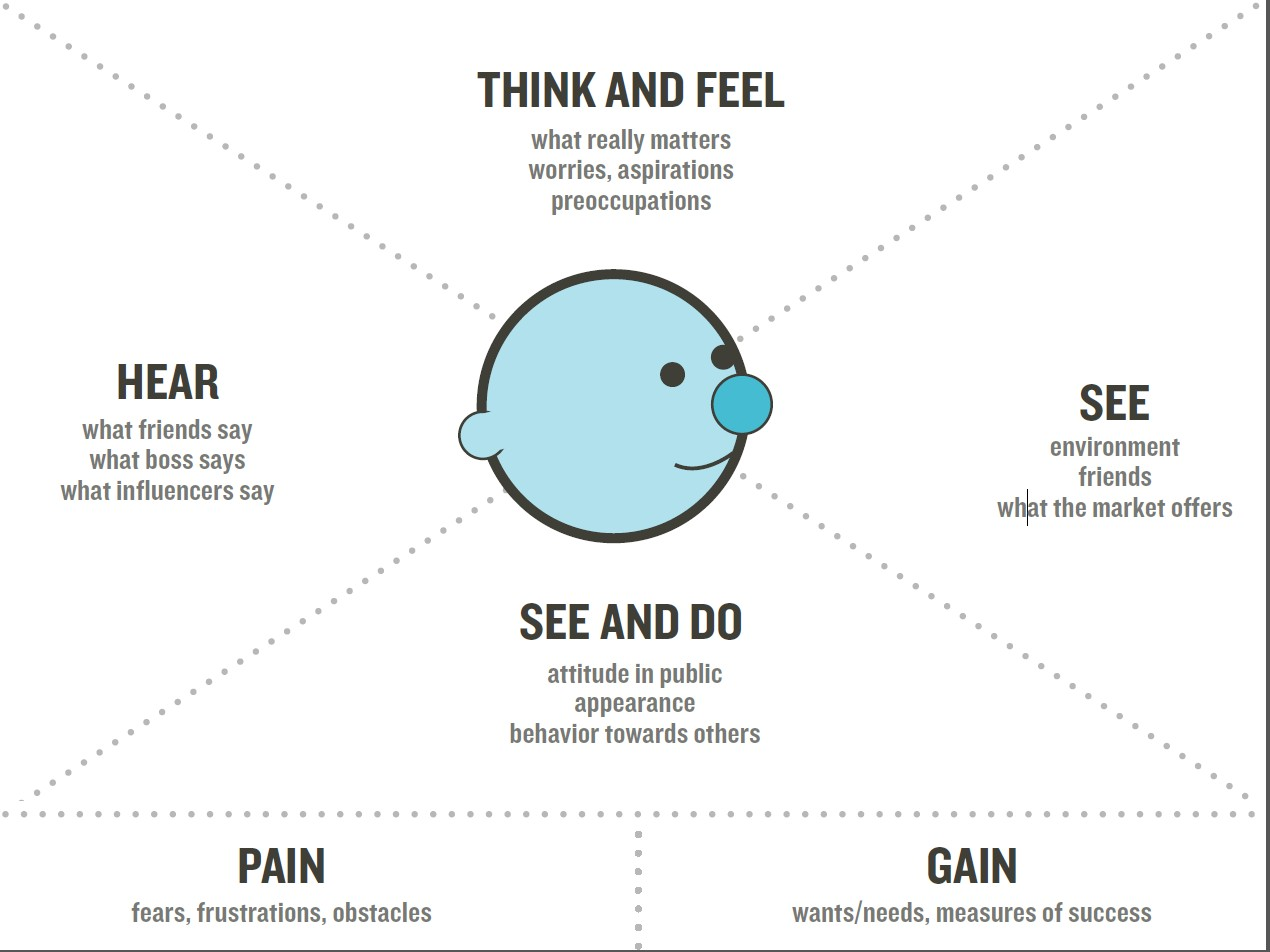 THINK AND FEEL
what really matters
worries, aspirations
preoccupations
HEAR
what friends say
what boss says
what influencers say
SEE
environment
friends
what the market offers
SEE AND DO
attitude in public
appearance
behavior towards others
PAIN
fears, frustrations, obstacles
GAIN
wants/needs, measures of success